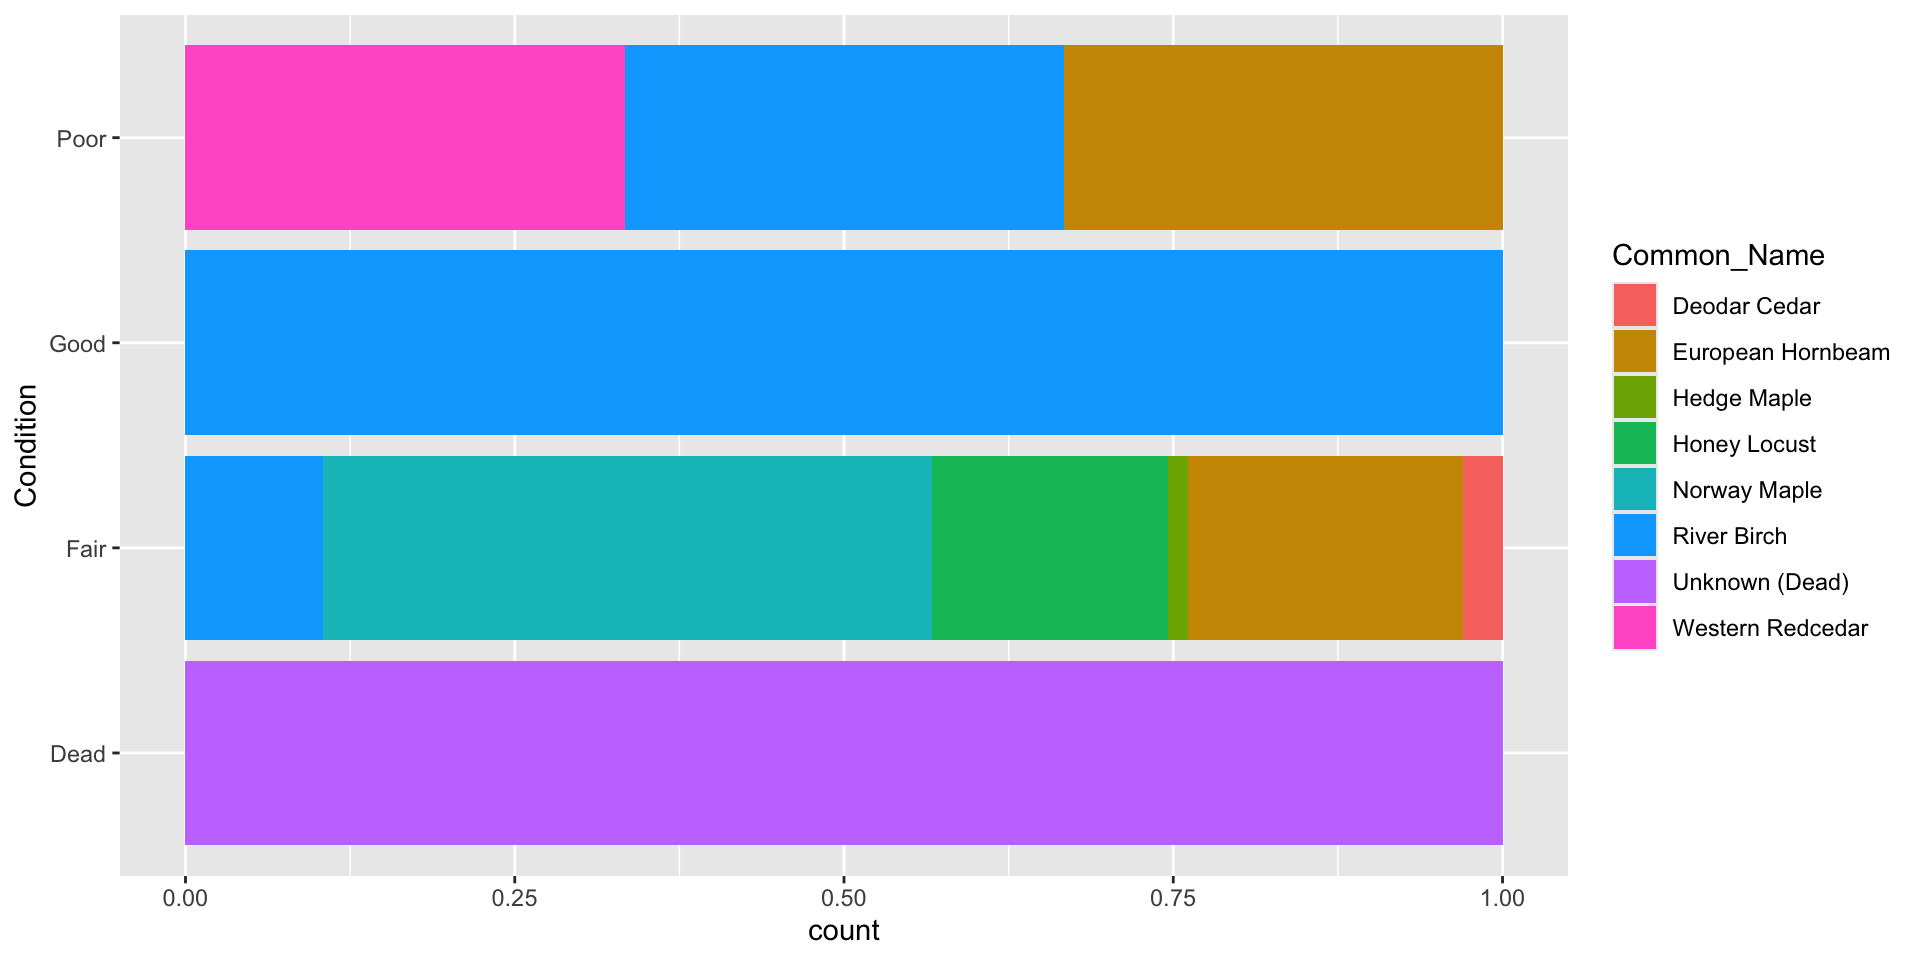 Condition
Poor
Good
Fair
Dead
0.00 0.25 0.50 0.75 1.00
count
Common_Name
Deodar Cedar
European Hornbeam
Hedge Maple
Honey Locust
Norway Maple
River Birch
Unknown (Dead)
Western Redcedar